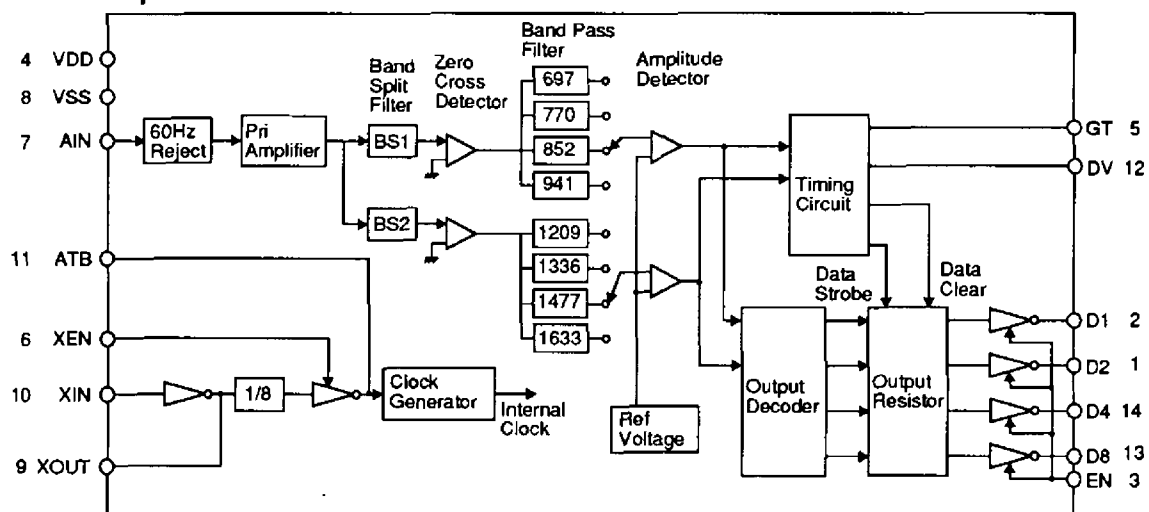 Band Pass
Filter
4 VDD
8 VSS
7 AIN
60Hz
Reject
Pri
Amplifier
Band
Split
Filter
BS1
BS2
Zero
Cross
Detector
697
770
852
941
1209
1336
1477
1633
Amplitude
Detector
Timing
Circuit
GT 5
DV 12
11 ATB
6 XEN
10 XIN
9 XOUT
1/8
Clock
Generator
Internal
Clock
Ref
Voltage
Data
Strobe
Data
Clear
Output
Decoder
Output
Resistor
D1 2
D2 1
D4 14
D8 13
EN 3